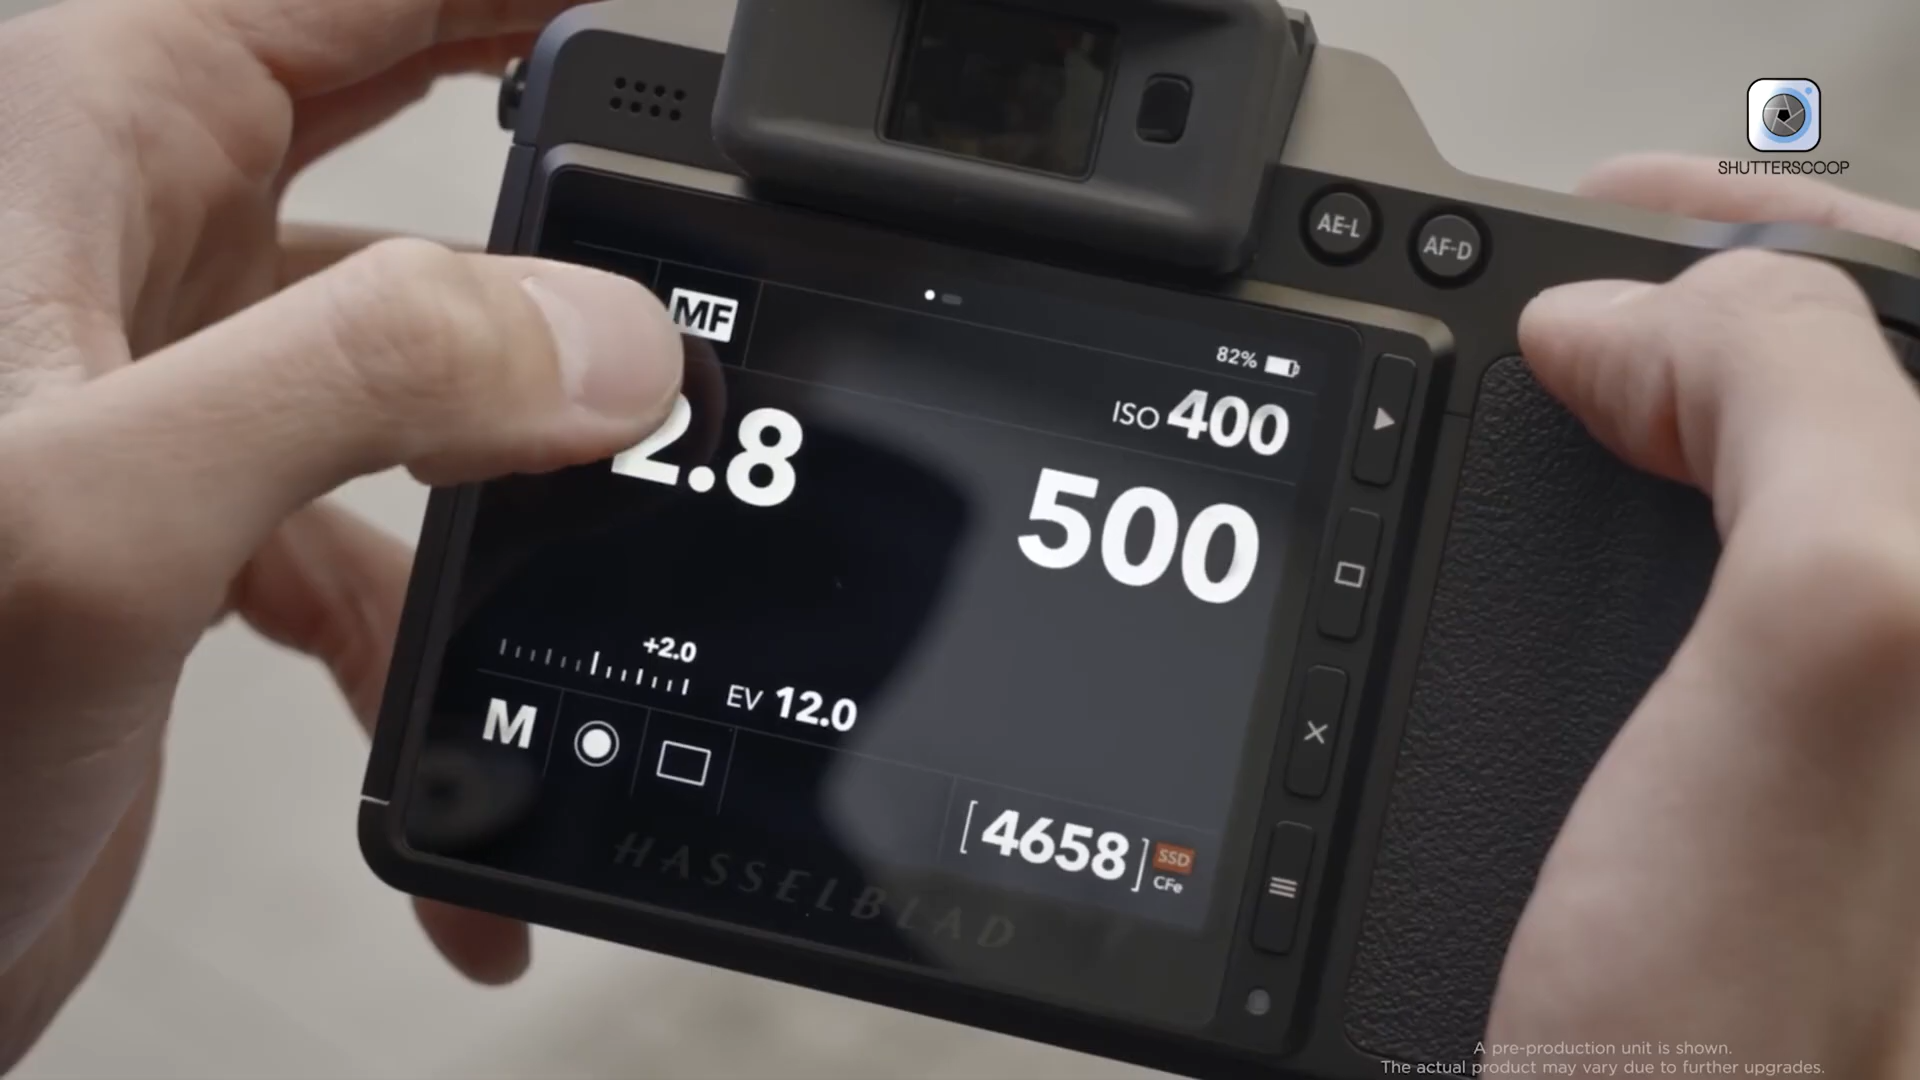 SHUTTERSCOOP
AE-L
AF-D
MF
82%
ISO 400
2.8
500
+2.0
EV 12.0
M
[4658]
SSD
CFe
HASSELBLAD
A pre-production unit is shown.
The actual product may vary due to further upgrades.